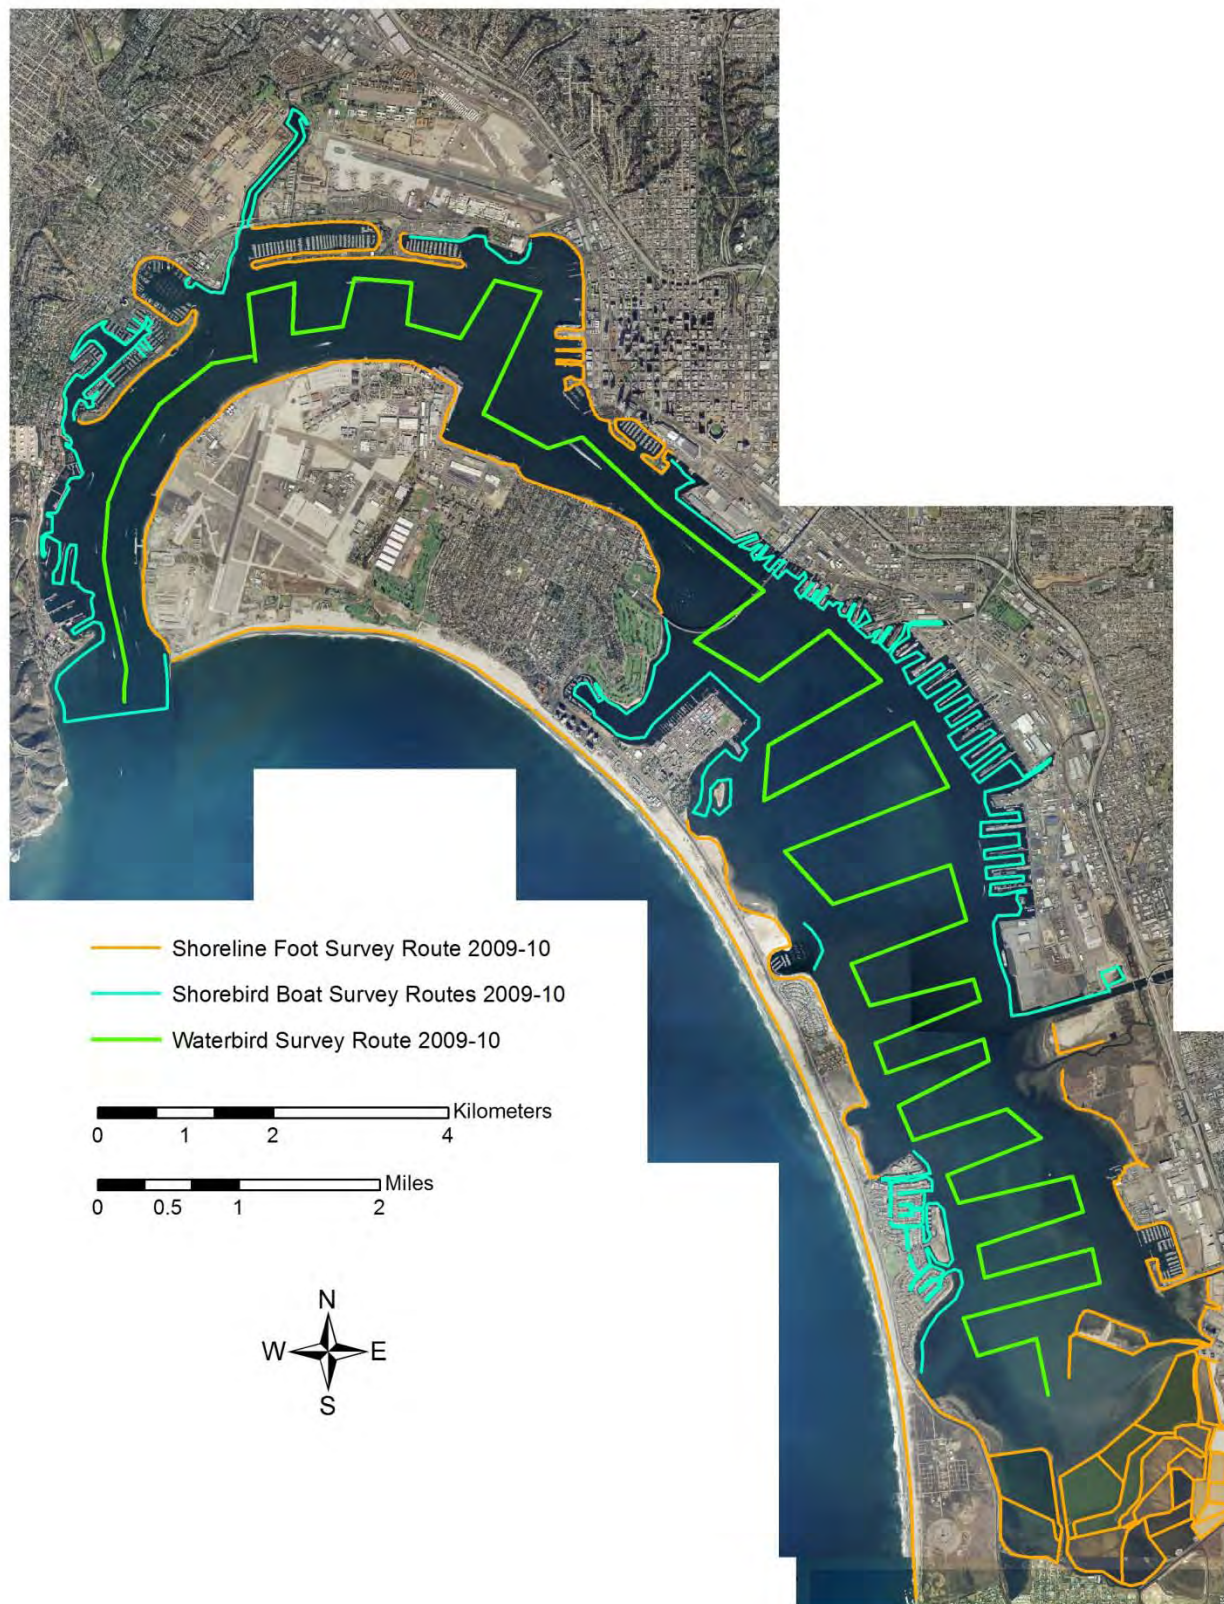 Shoreline Foot Survey Route 2009-10
Shorebird Boat Survey Routes 2009-10
Waterbird Survey Route 2009-10
Kilometers
0 1 2 4
Miles
0 0.5 1 2
N
W E
S